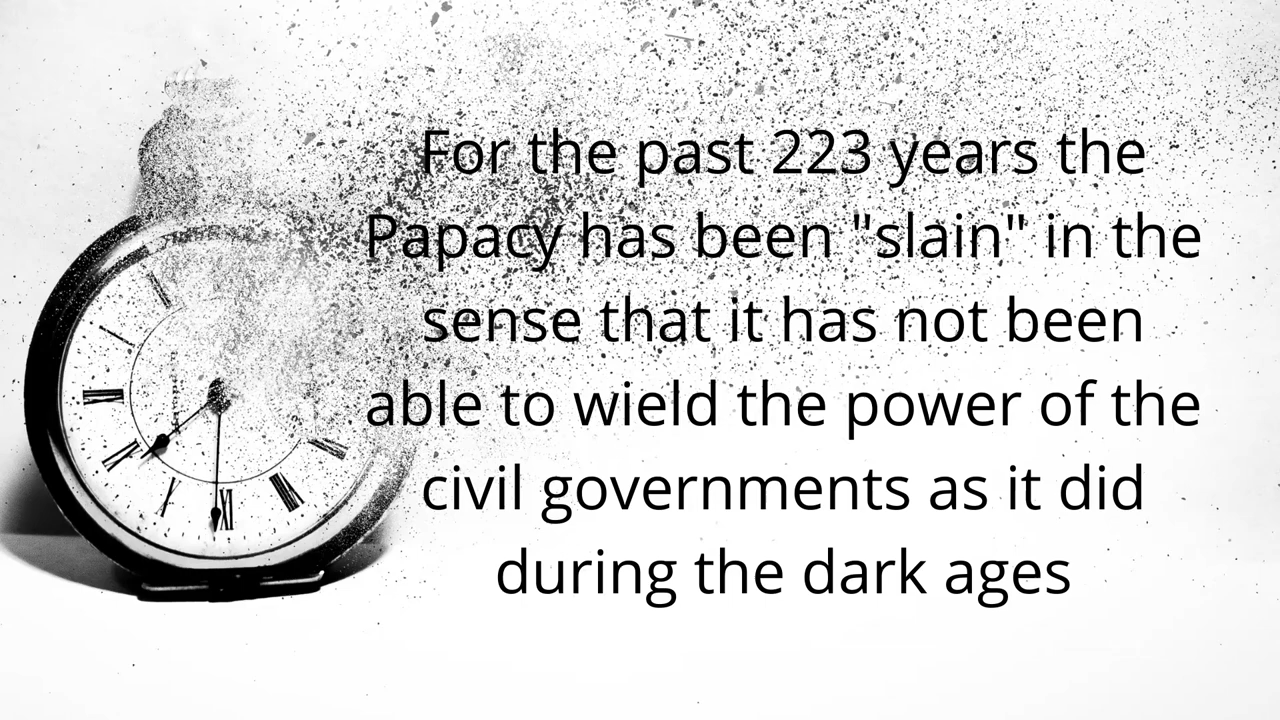 For the past 223 years the
Papacy has been "slain" in the
sense that it has not been
able to wield the power of the
civil governments as it did
during the dark ages